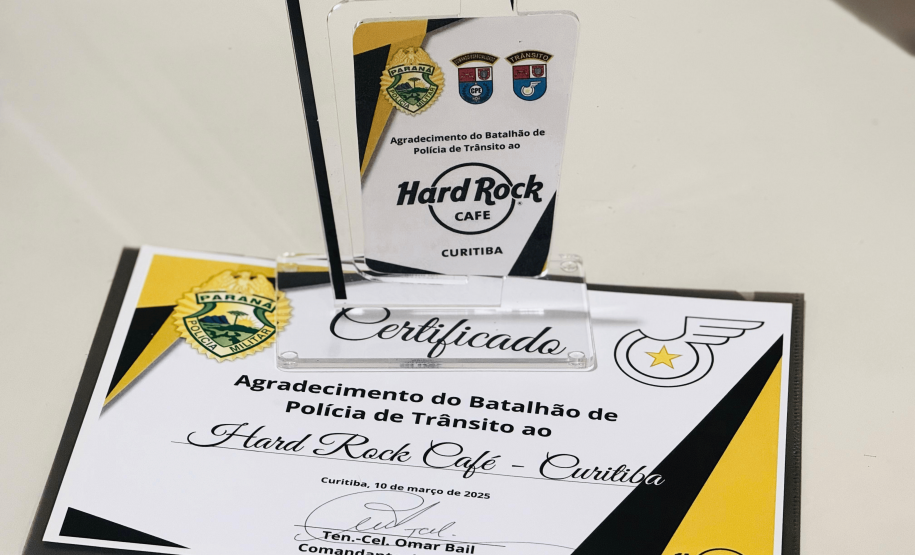 PARANÁ
POLÍCIA MILITAR
TRÂNSITO
Agradecimento do Batalhão de
Polícia de Trânsito ao
Hard Rock
CAFE
CURITIBA
Certificado
PARANÁ
POLÍCIA MILITAR
Agradecimento do Batalhão de
Polícia de Trânsito ao
Hard Rock Café - Curitiba
Curitiba, 10 de março de 2025
Ten.-Cel. Omar Bail